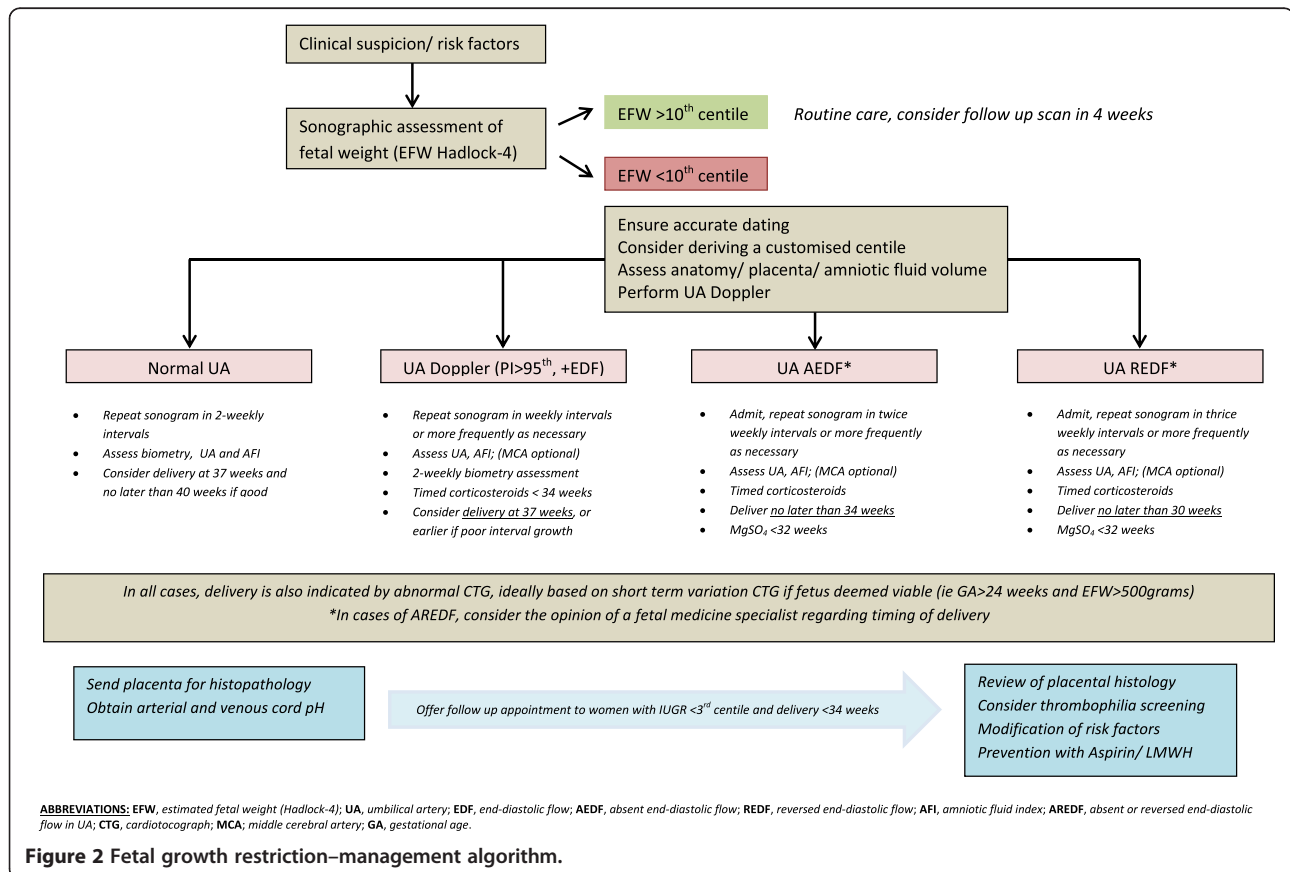 Clinical suspicion/ risk factors
Sonographic assessment of
fetal weight (EFW Hadlock-4)
EFW >10th centile
Routine care, consider follow up scan in 4 weeks
EFW <10th centile
Ensure accurate dating
Consider deriving a customised centile
Assess anatomy/ placenta/ amniotic fluid volume
Perform UA Doppler
Normal UA
• Repeat sonogram in 2-weekly
intervals
• Assess biometry, UA and AFI
• Consider delivery at 37 weeks and
no later than 40 weeks if good
UA Doppler (PI>95th, +EDF)
• Repeat sonogram in weekly intervals
or more frequently as necessary
• Assess UA, AFI; (MCA optional)
• 2-weekly biometry assessment
• Timed corticosteroids < 34 weeks
• Consider delivery at 37 weeks, or
earlier if poor interval growth
UA AEDF*
• Admit, repeat sonogram in twice
weekly intervals or more frequently
as necessary
• Assess UA, AFI; (MCA optional)
• Timed corticosteroids
• Deliver no later than 34 weeks
• MgSO4 <32 weeks
UA REDF*
• Admit, repeat sonogram in thrice
weekly intervals or more frequently
as necessary
• Assess UA, AFI; (MCA optional)
• Timed corticosteroids
• Deliver no later than 30 weeks
• MgSO4 <32 weeks
In all cases, delivery is also indicated by abnormal CTG, ideally based on short term variation CTG if fetus deemed viable (ie GA>24 weeks and EFW>500grams)
*In cases of AREDF, consider the opinion of a fetal medicine specialist regarding timing of delivery
Send placenta for histopathology
Obtain arterial and venous cord pH
Offer follow up appointment to women with IUGR <3rd centile and delivery <34 weeks
Review of placental histology
Consider thrombophilia screening
Modification of risk factors
Prevention with Aspirin/ LMWH
ABBREVIATIONS: EFW, estimated fetal weight (Hadlock-4); UA, umbilical artery; EDF, end-diastolic flow; AEDF, absent end-diastolic flow; REDF, reversed end-diastolic flow; AFI, amniotic fluid index; AREDF, absent or reversed end-diastolic
flow in UA; CTG, cardiotocograph; MCA; middle cerebral artery; GA, gestational age.
Figure 2 Fetal growth restriction–management algorithm.